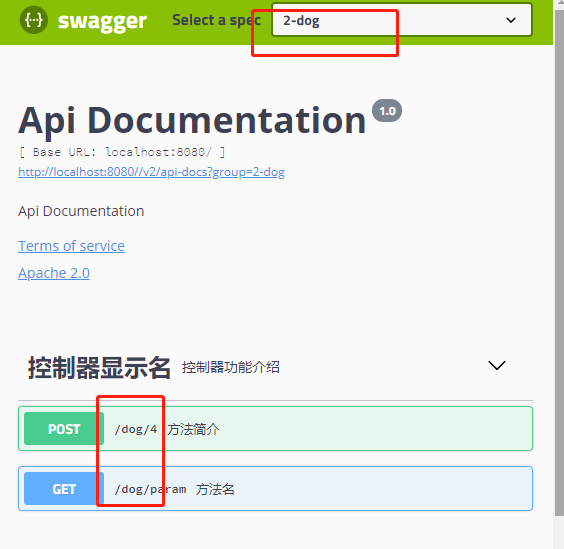 swagger Select a spec 2-dog
Api Documentation 1.0
[ Base URL: localhost:8080/ ]
http://localhost:8080//v2/api-docs?group=2-dog
Api Documentation
Terms of service
Apache 2.0
控制器显示名 控制器功能介绍
POST /dog/4 方法简介
GET /dog/param 方法名